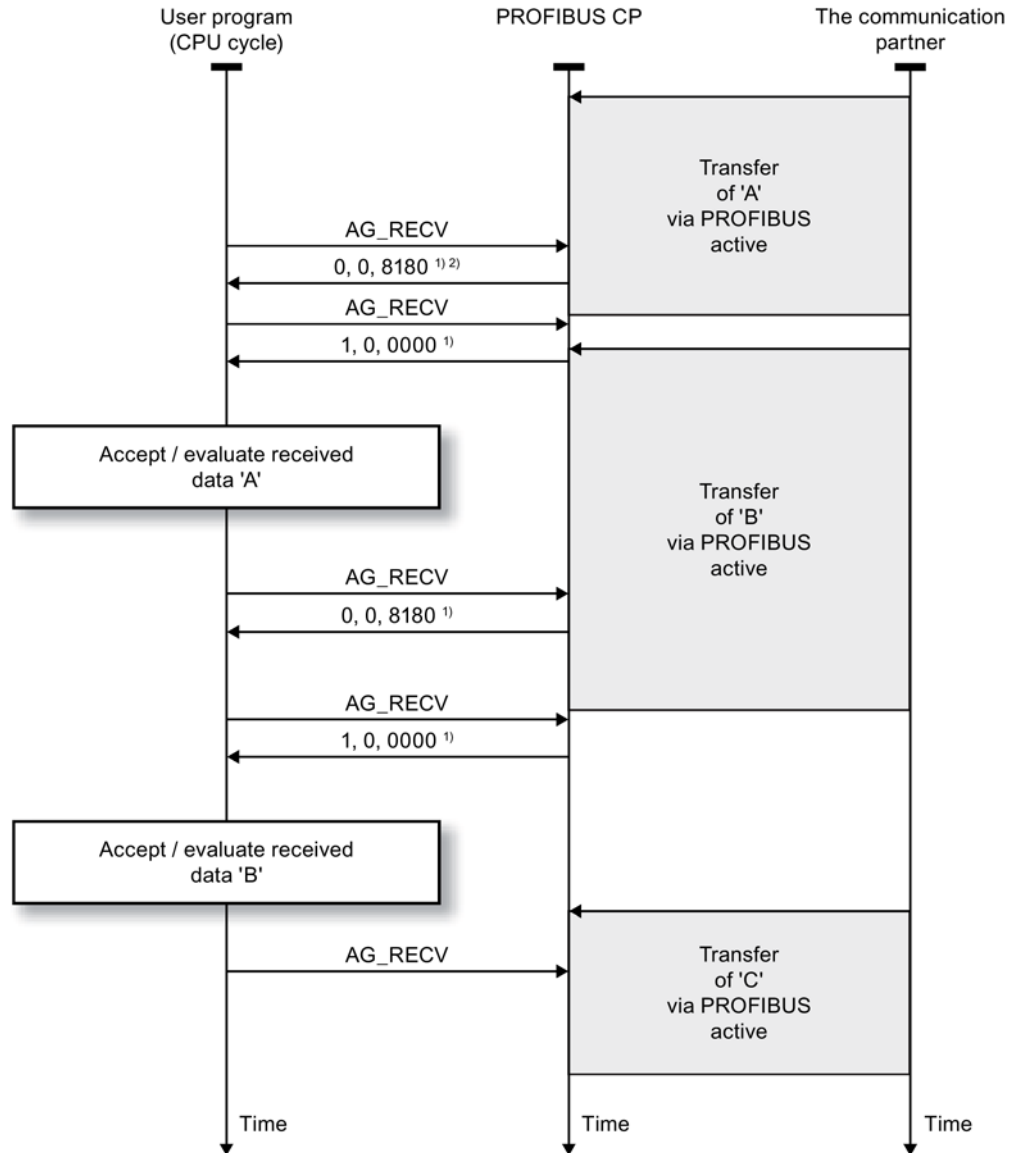 User program
(CPU cycle)
PROFIBUS CP
The communication
partner
Transfer
of 'A'
via PROFIBUS
active
AG_RECV
0, 0, 8180 1) 2)
AG_RECV
1, 0, 0000 1)
Accept / evaluate received
data 'A'
Transfer
of 'B'
via PROFIBUS
active
AG_RECV
0, 0, 8180 1)
AG_RECV
1, 0, 0000 1)
Accept / evaluate received
data 'B'
AG_RECV
Transfer
of 'C'
via PROFIBUS
active
Time
Time
Time